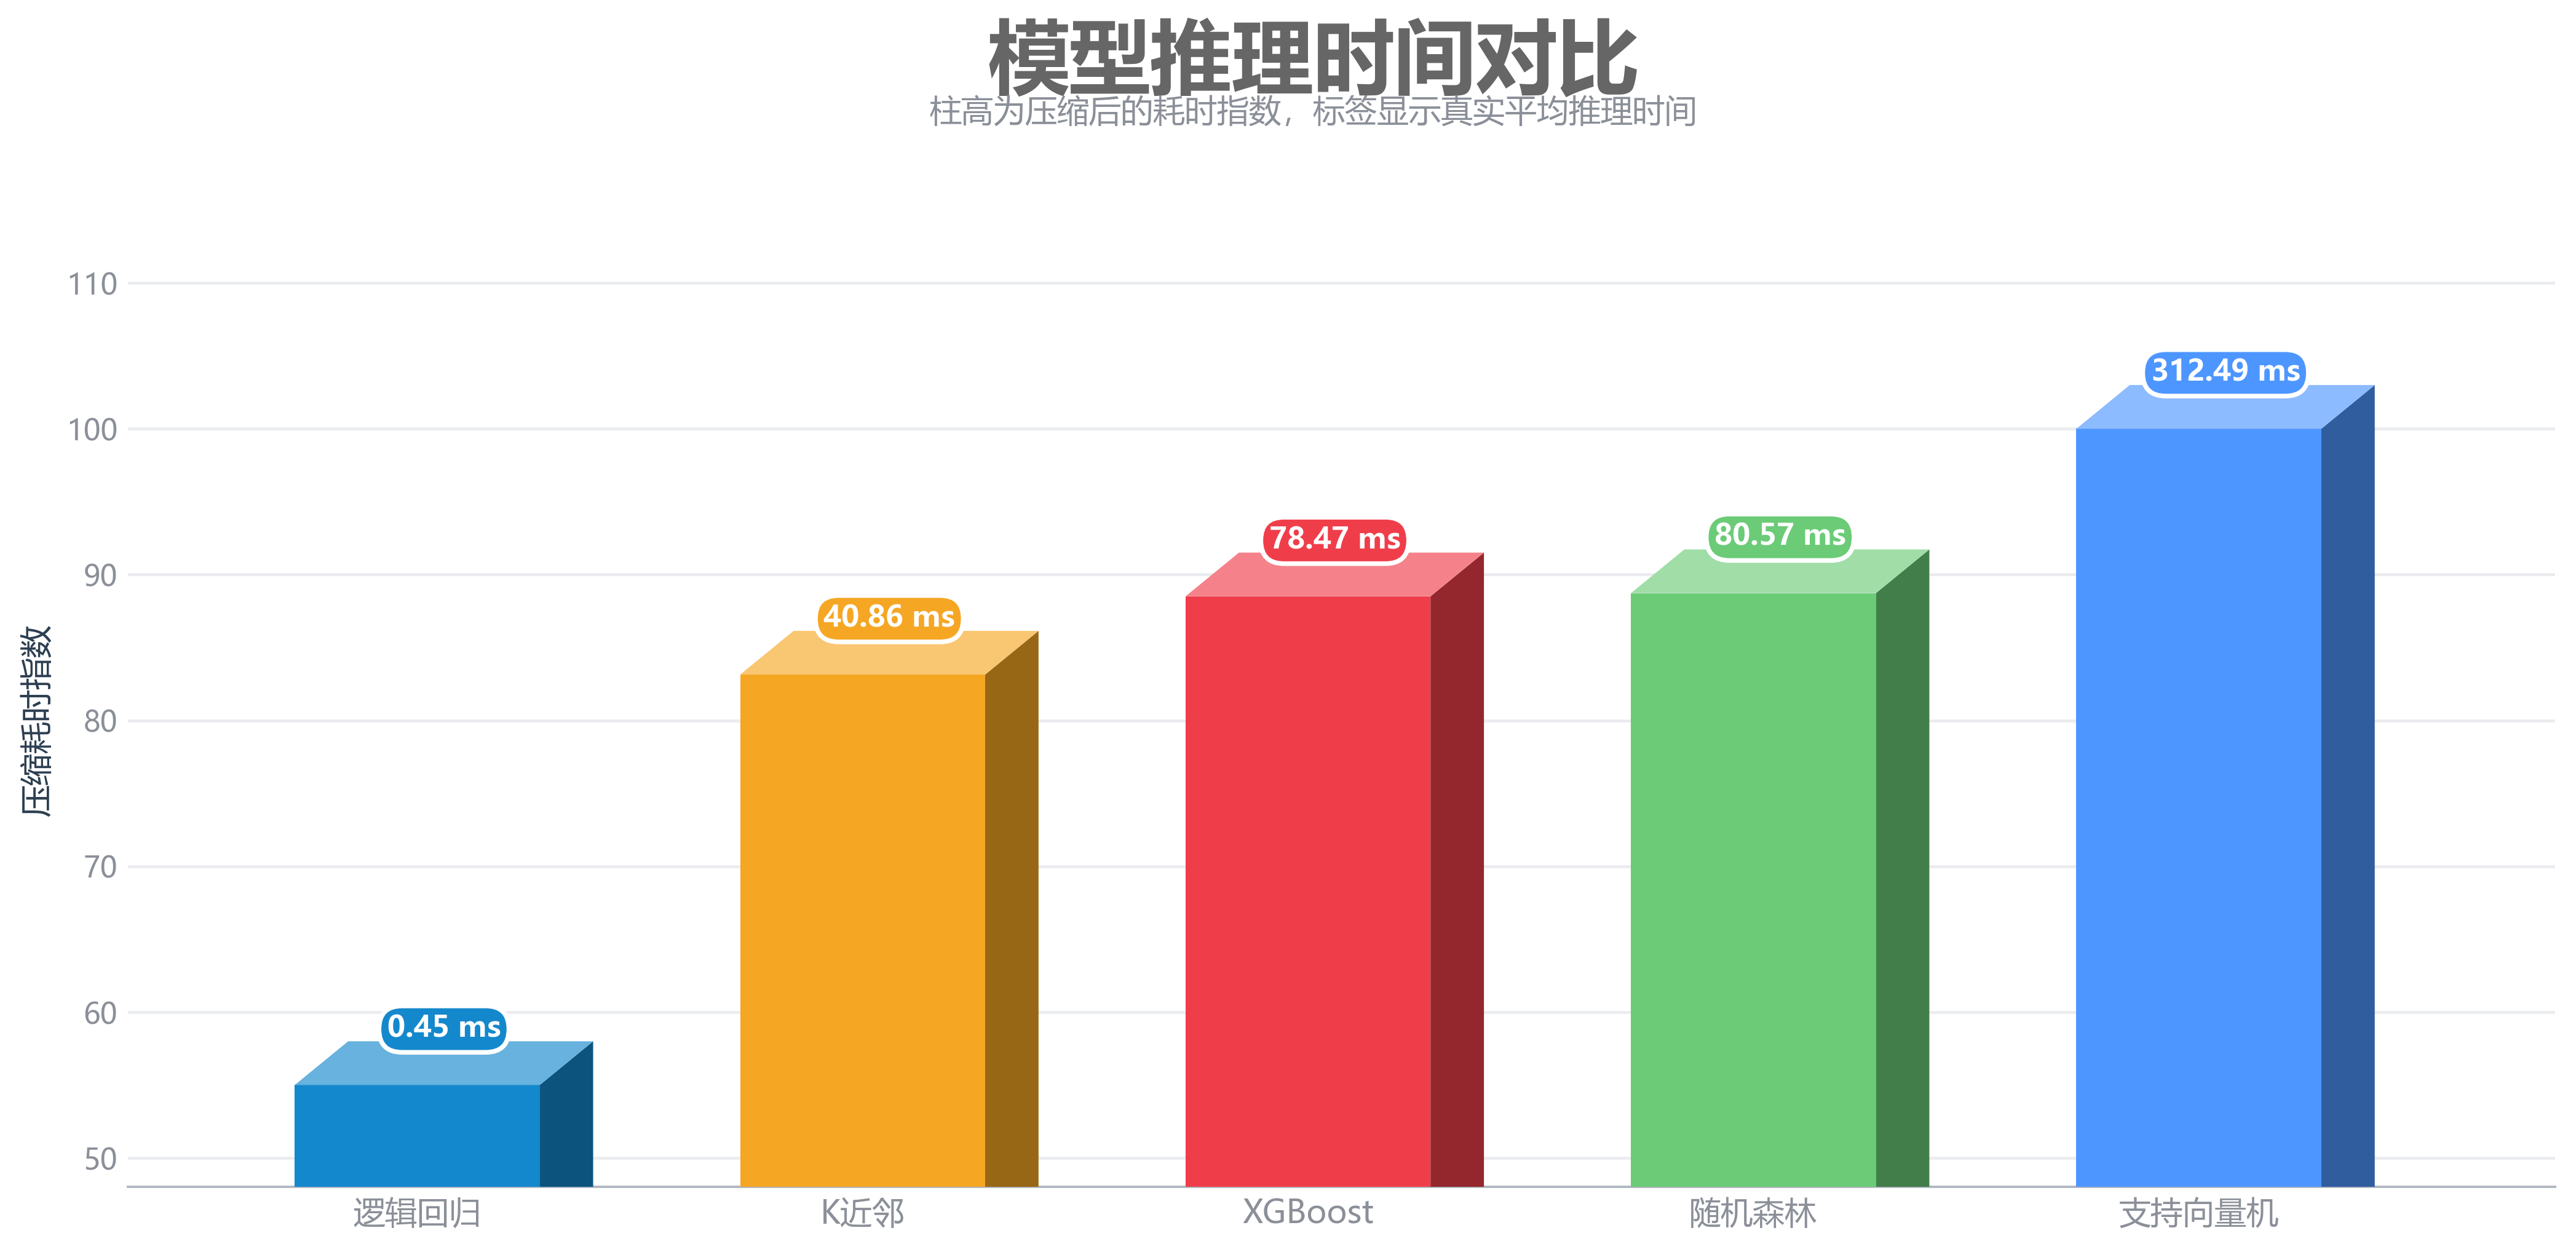 模型推理时间对比
柱高为压缩后的耗时指数，标签显示真实平均推理时间
压缩耗时指数
110
100
90
80
70
60
50
0.45 ms
40.86 ms
78.47 ms
80.57 ms
312.49 ms
逻辑回归
K近邻
XGBoost
随机森林
支持向量机